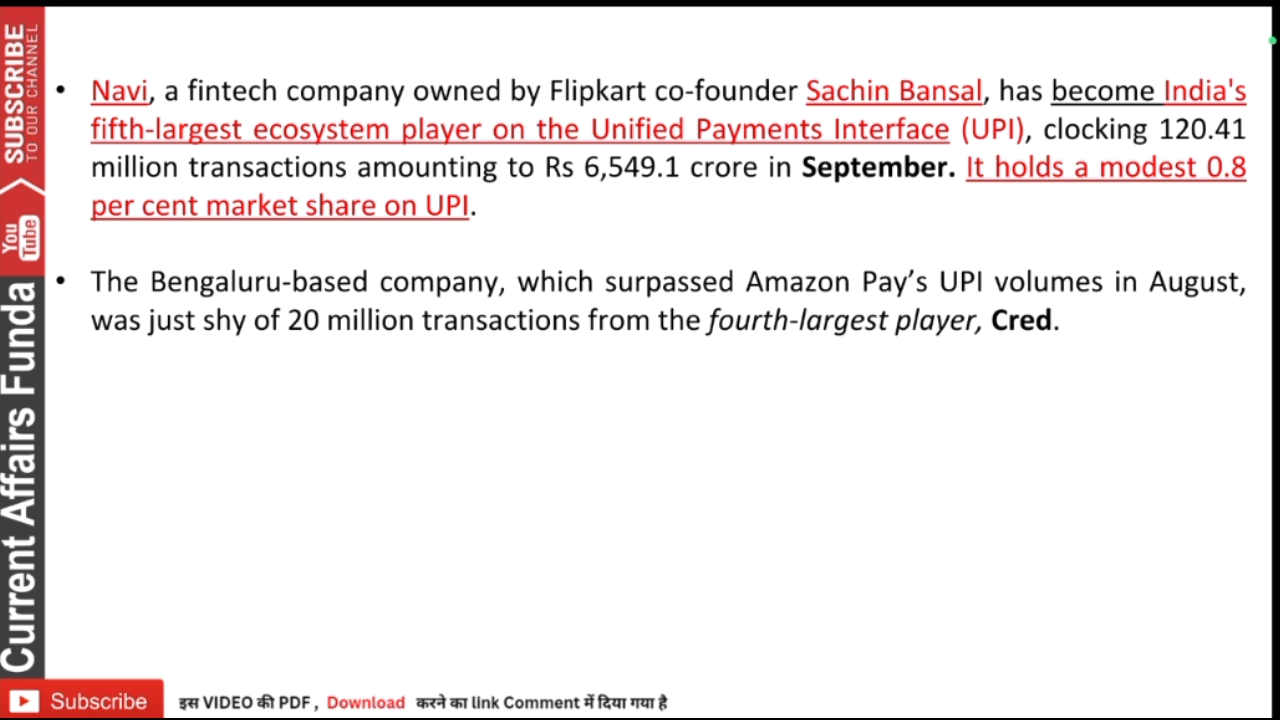 SUBSCRIBE
TO OUR CHANNEL
You
Tube
Current Affairs Funda
• Navi, a fintech company owned by Flipkart co-founder Sachin Bansal, has become India's
fifth-largest ecosystem player on the Unified Payments Interface (UPI), clocking 120.41
million transactions amounting to Rs 6,549.1 crore in September. It holds a modest 0.8
per cent market share on UPI.
• The Bengaluru-based company, which surpassed Amazon Pay’s UPI volumes in August,
was just shy of 20 million transactions from the fourth-largest player, Cred.
Subscribe
इस VIDEO की PDF , Download करने का link Comment में दिया गया है